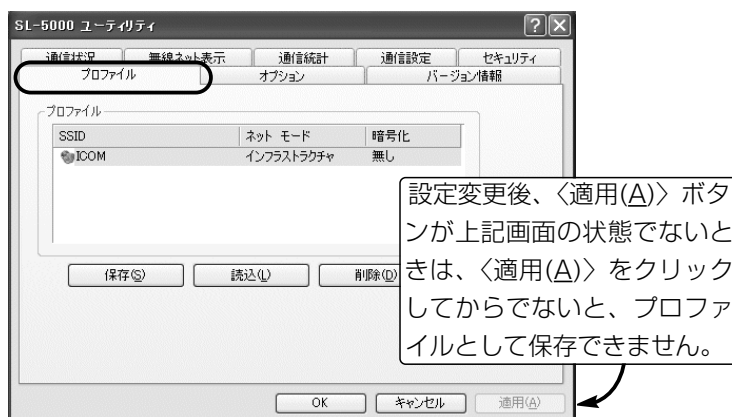 SL-5000 ユーティリティ
通信状況 無線ネット表示 通信統計 通信設定 セキュリティ
プロファイル オプション バージョン情報
プロファイル
SSID ネット モード 暗号化
ICOM インフラストラクチャ 無し
保存(S) 読込(L) 削除(D)
設定変更後、〈適用(A)〉ボタ
ンが上記画面の状態でないと
きは、〈適用(A)〉をクリック
してからでないと、プロファ
イルとして保存できません。
OK キャンセル 適用(A)